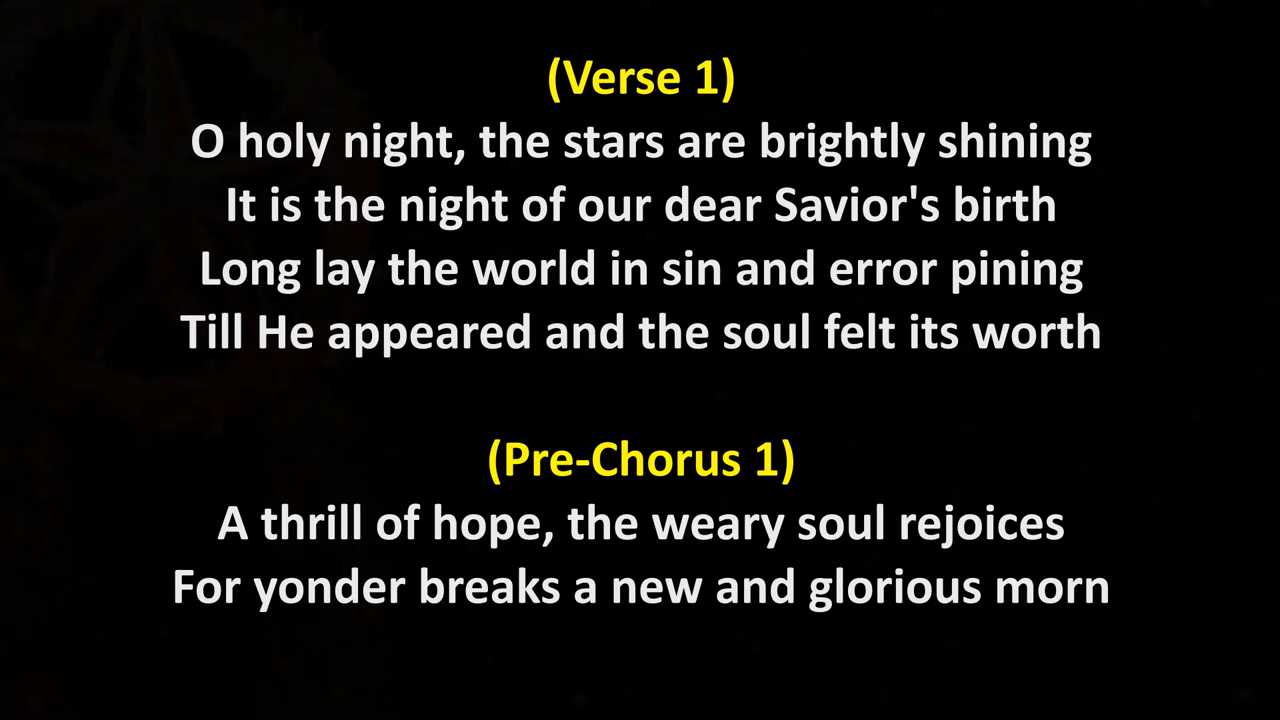 (Verse 1)
O holy night, the stars are brightly shining
It is the night of our dear Savior's birth
Long lay the world in sin and error pining
Till He appeared and the soul felt its worth
(Pre-Chorus 1)
A thrill of hope, the weary soul rejoices
For yonder breaks a new and glorious morn